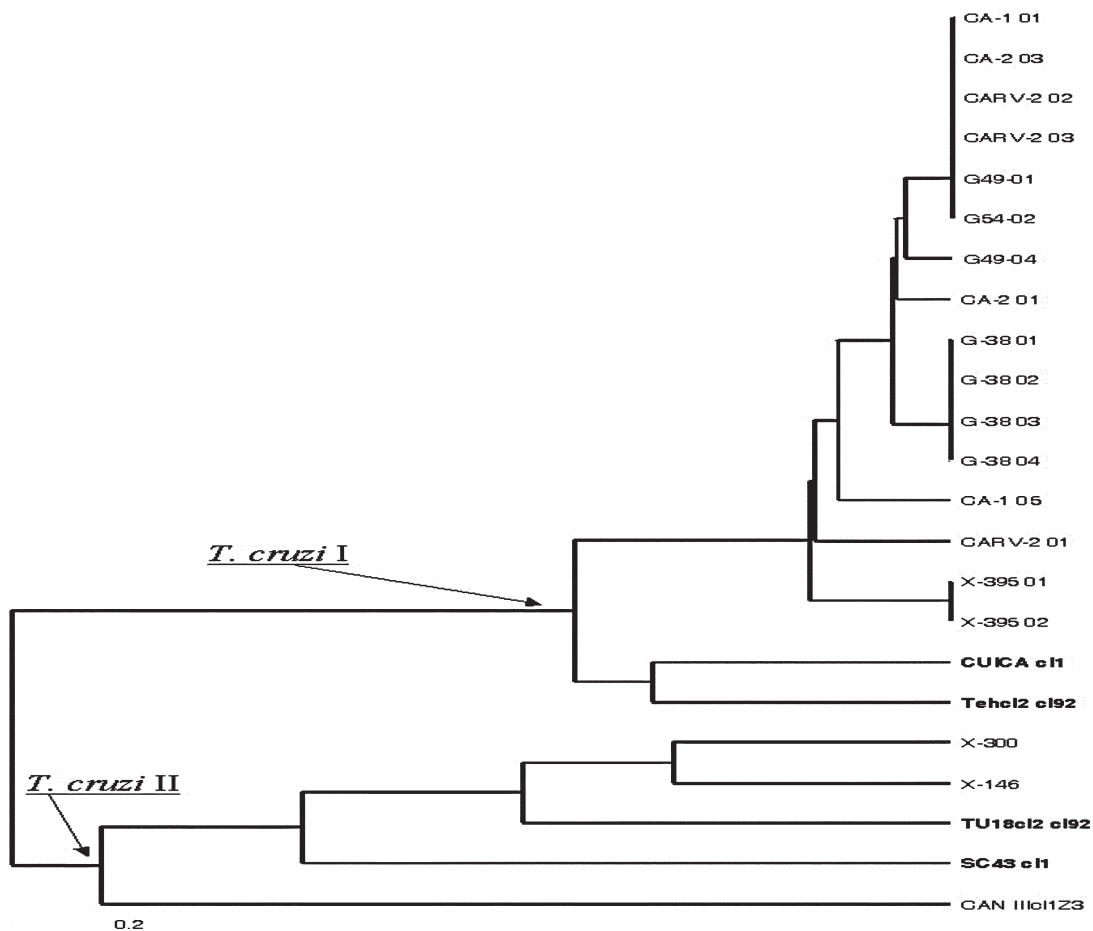 CA-1 01
CA-2 03
CARV-2 02
CARV-2 03
G49-01
G54-02
G49-04
CA-2 01
G-38 01
G-38 02
G-38 03
G-38 04
CA-1 05
CARV-2 01
T. cruzi I
X-395 01
X-395 02
CUICA cl1
Tehcl2 cl92
X-300
T. cruzi II
X-146
TU18cl2 cl92
SC43 cl1
CAN IIIcl1Z3
0.2